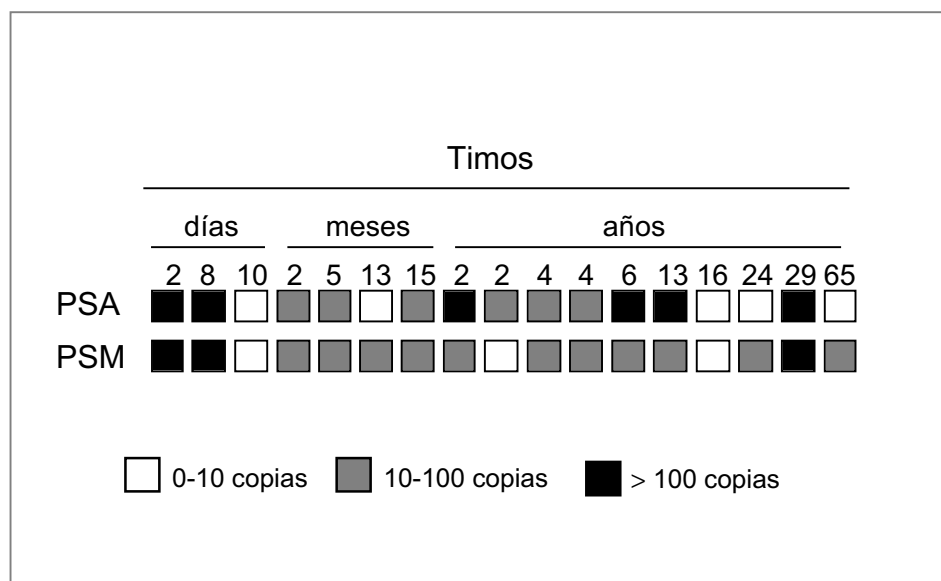 Timos
días meses años
2 8 10 2 5 13 15 2 2 4 4 6 13 16 24 29 65
PSA
PSM
0-10 copias 10-100 copias > 100 copias